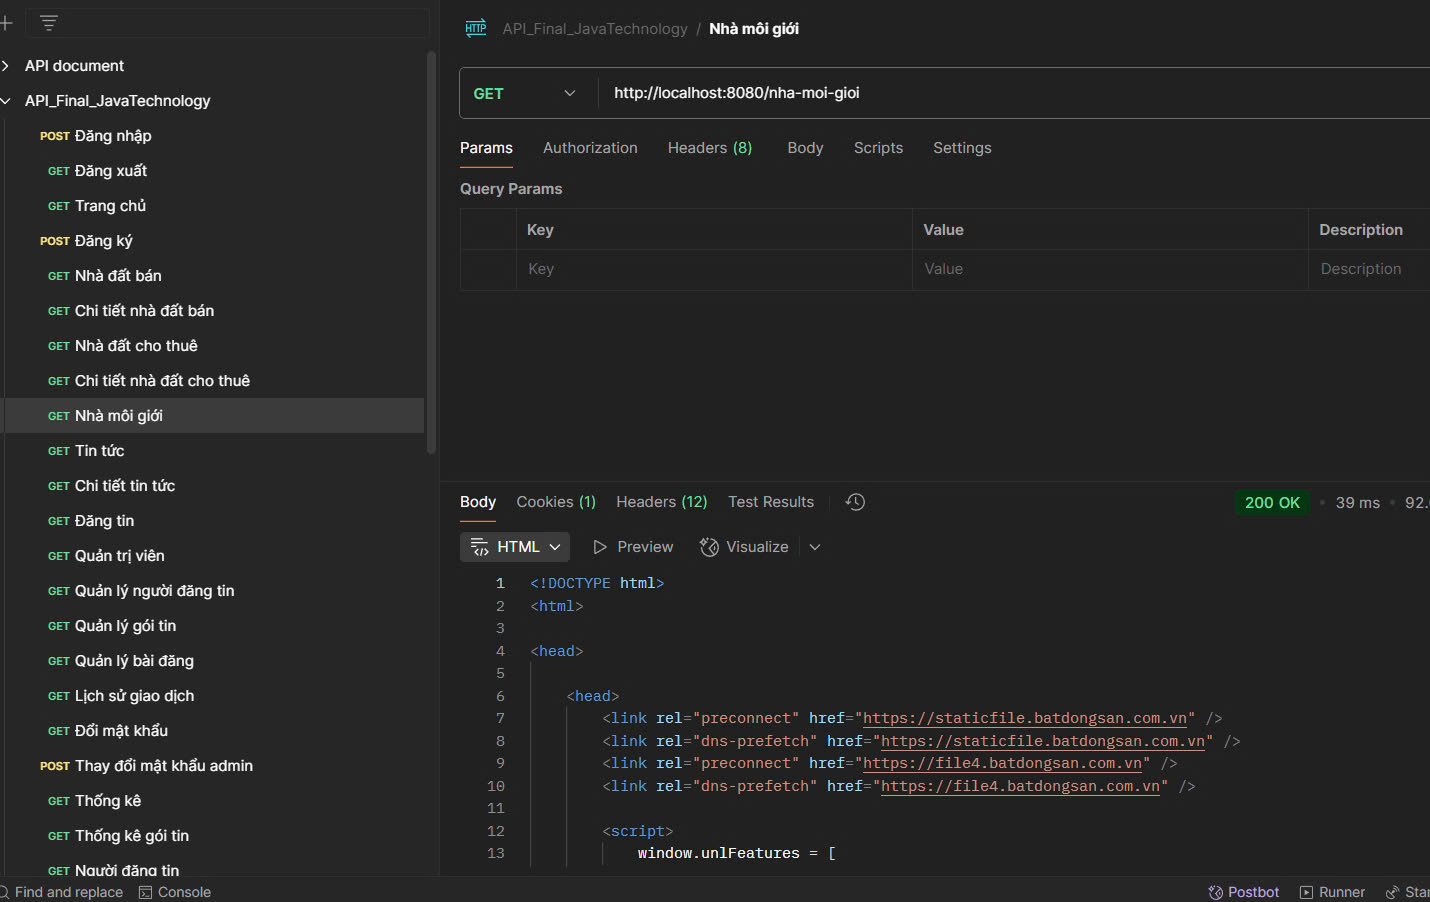 API document
API_Final_JavaTechnology
POST Đăng nhập
GET Đăng xuất
GET Trang chủ
POST Đăng ký
GET Nhà đất bán
GET Chi tiết nhà đất bán
GET Nhà đất cho thuê
GET Chi tiết nhà đất cho thuê
GET Nhà môi giới
GET Tin tức
GET Chi tiết tin tức
GET Đăng tin
GET Quản trị viên
GET Quản lý người đăng tin
GET Quản lý gói tin
GET Quản lý bài đăng
GET Lịch sử giao dịch
GET Đổi mật khẩu
POST Thay đổi mật khẩu admin
GET Thống kê
GET Thống kê gói tin
GET Người đăng tin
HTTP API_Final_JavaTechnology / Nhà môi giới
GET http://localhost:8080/nha-moi-gioi
Params Authorization Headers (8) Body Scripts Settings
Query Params
Key Value Description
Key Value Description
Body Cookies (1) Headers (12) Test Results 200 OK • 39 ms • 92.
HTML Preview Visualize
1 <!DOCTYPE html>
2 <html>
3
4 <head>
5
6 <head>
7 <link rel="preconnect" href="https://staticfile.batdongsan.com.vn" />
8 <link rel="dns-prefetch" href="https://staticfile.batdongsan.com.vn" />
9 <link rel="preconnect" href="https://file4.batdongsan.com.vn" />
10 <link rel="dns-prefetch" href="https://file4.batdongsan.com.vn" />
11
12 <script>
13 window.unlFeatures = [
Find and replace Console Postbot Runner Star